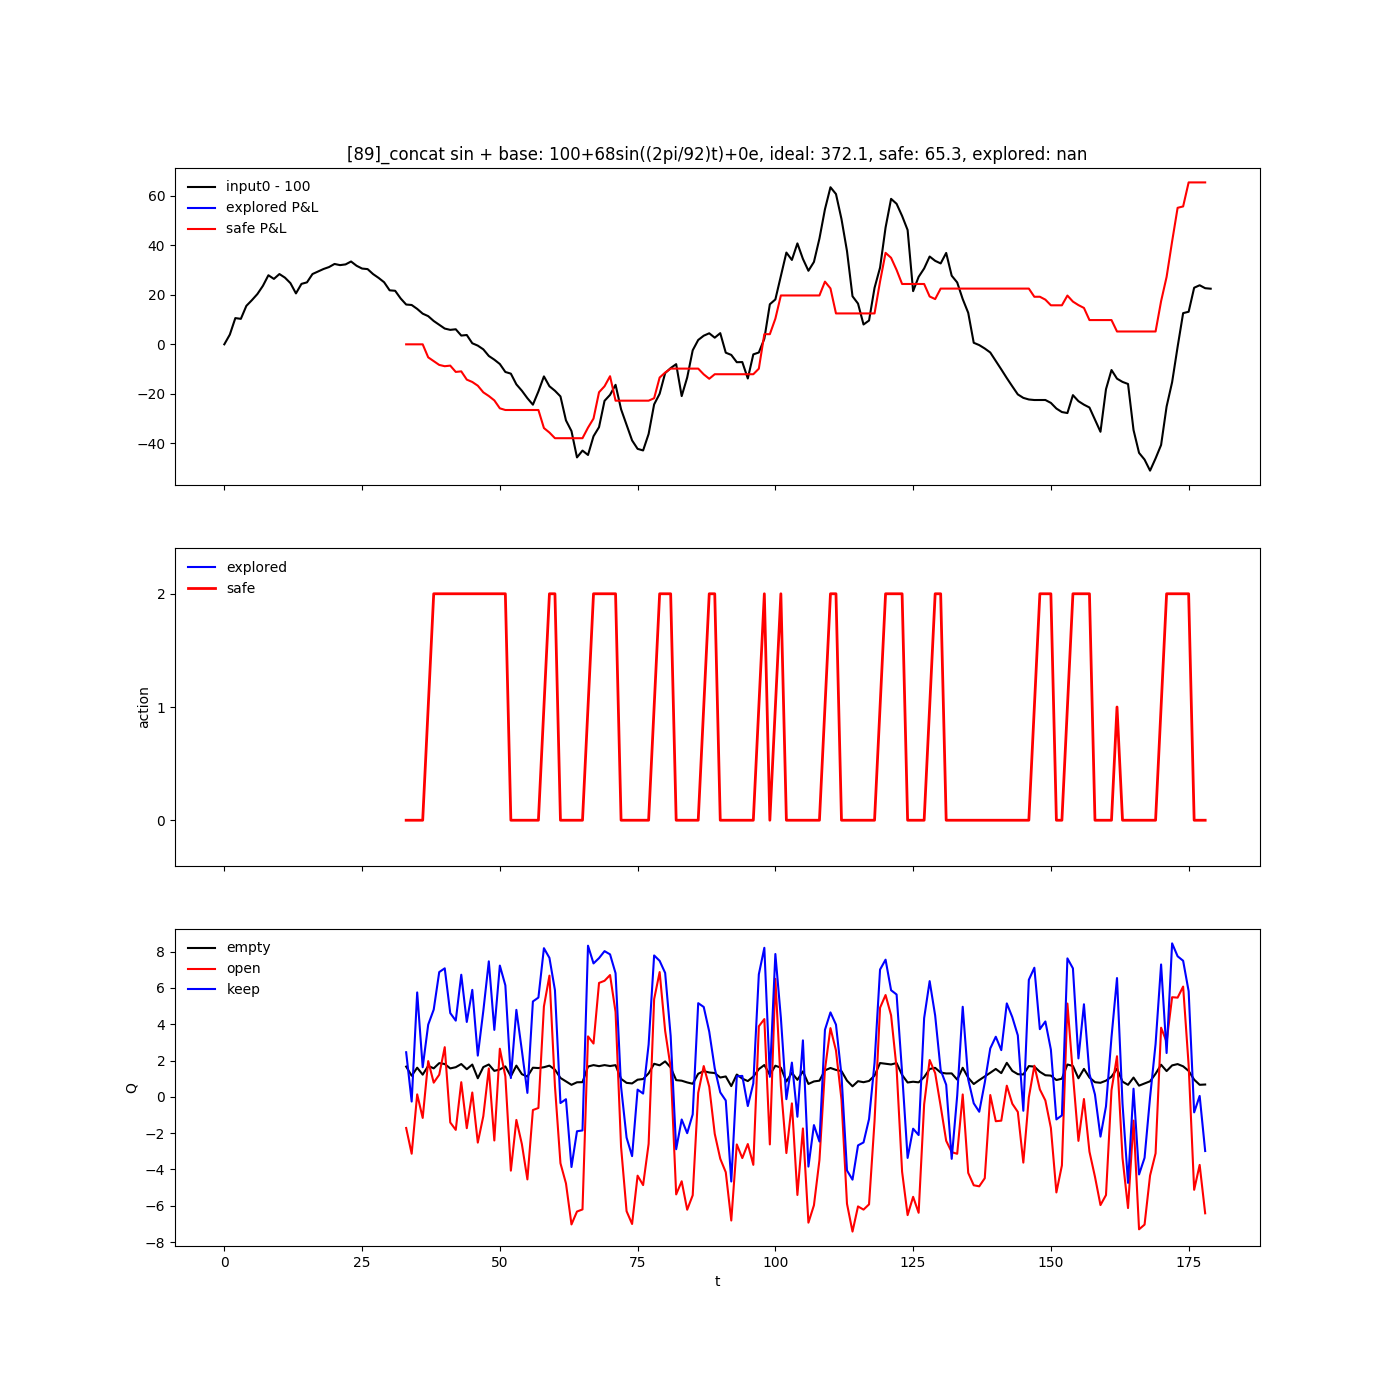 [89]_concat sin + base: 100+68sin((2pi/92)t)+0e, ideal: 372.1, safe: 65.3, explored: nan
input0 - 100
explored P&L
safe P&L
60
40
20
0
−20
−40
explored
safe
2
1
0
action
empty
open
keep
8
6
4
2
0
−2
−4
−6
−8
Q
0 25 50 75 100 125 150 175
t